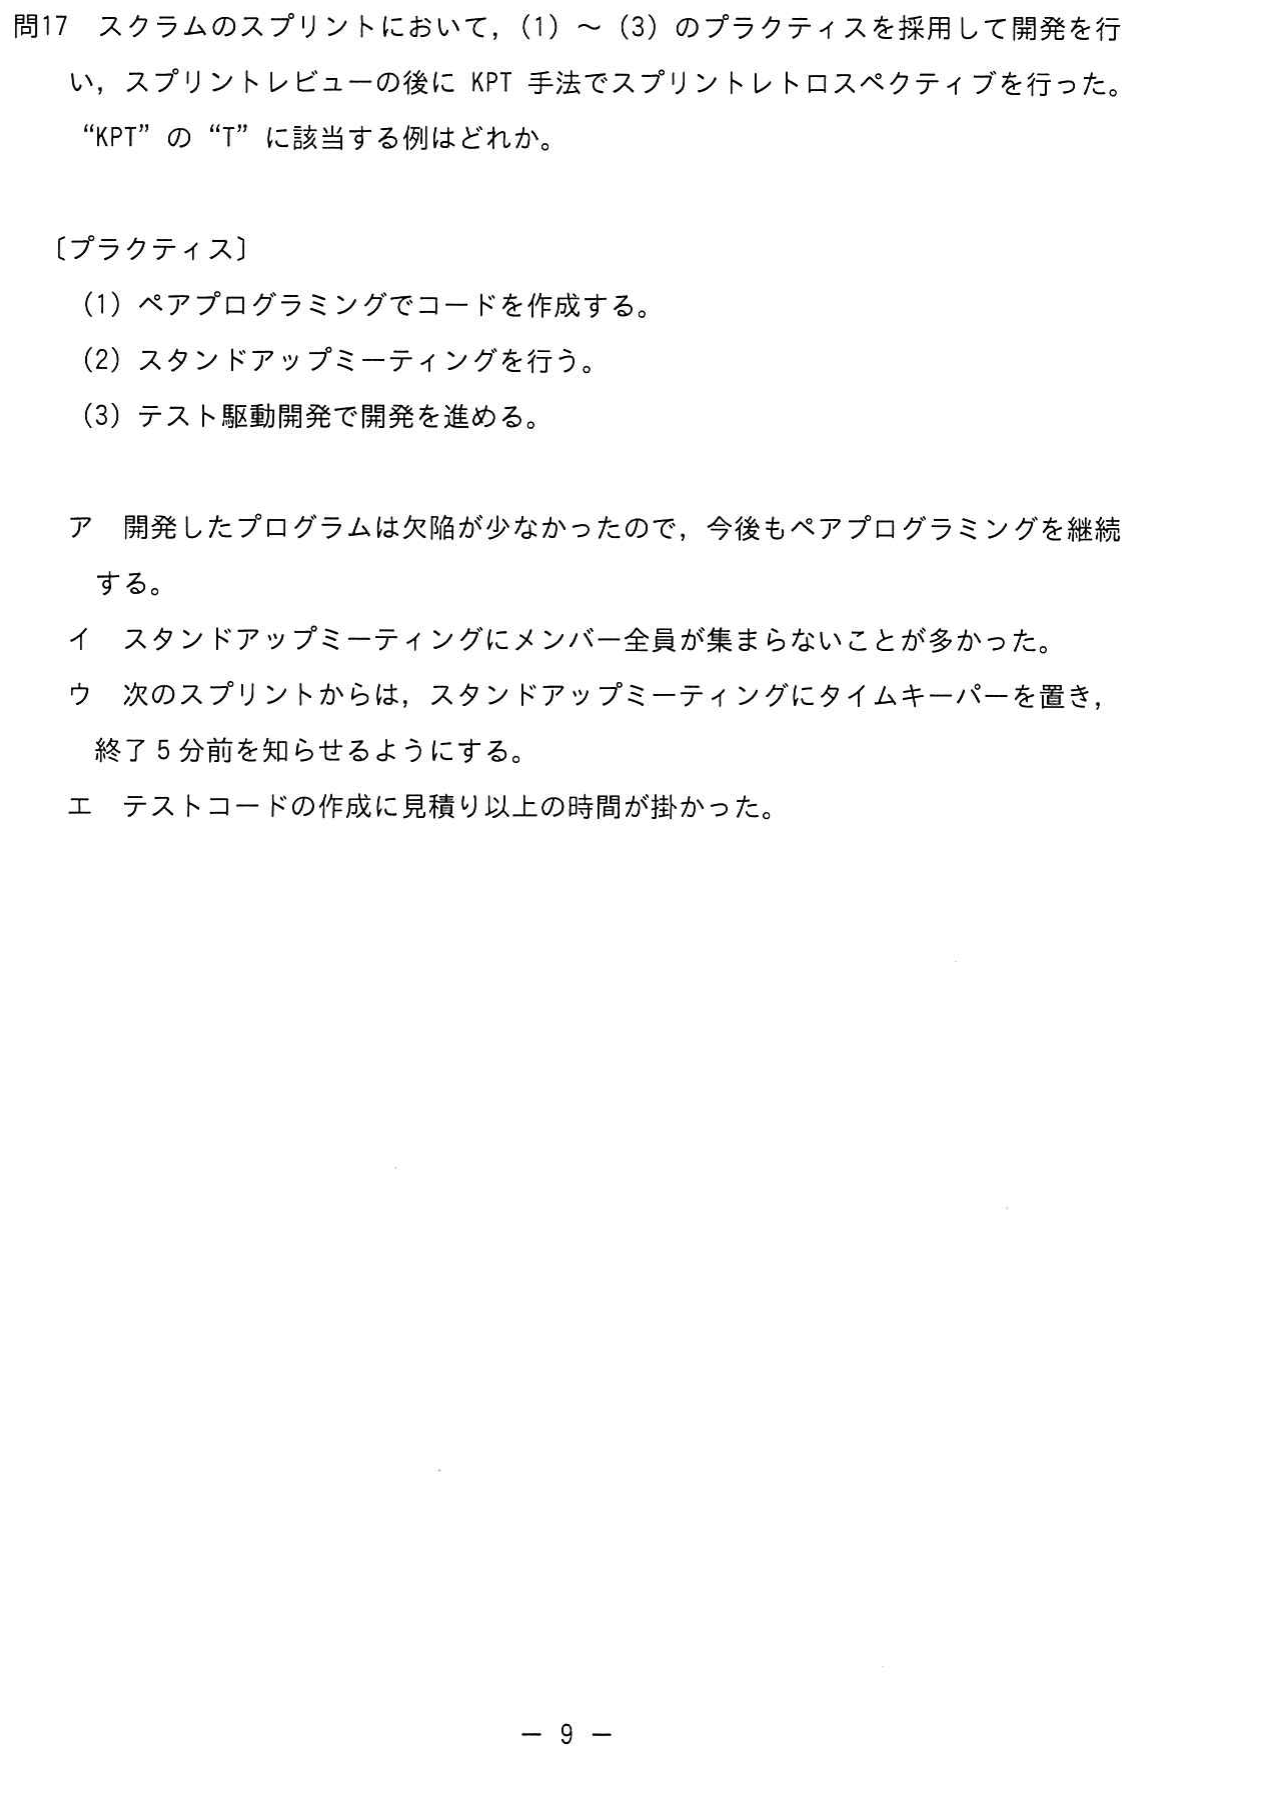 問17　スクラムのスプリントにおいて，（1）～（3）のプラクティスを採用して開発を行
い，スプリントレビューの後に KPT 手法でスプリントレトロスペクティブを行った。
“KPT”の“T”に該当する例はどれか。
〔プラクティス〕
（1）ペアプログラミングでコードを作成する。
（2）スタンドアップミーティングを行う。
（3）テスト駆動開発で開発を進める。
ア　開発したプログラムは欠陥が少なかったので，今後もペアプログラミングを継続
する。
イ　スタンドアップミーティングにメンバー全員が集まらないことが多かった。
ウ　次のスプリントからは，スタンドアップミーティングにタイムキーパーを置き，
終了 5 分前を知らせるようにする。
エ　テストコードの作成に見積り以上の時間が掛かった。
－ 9 －